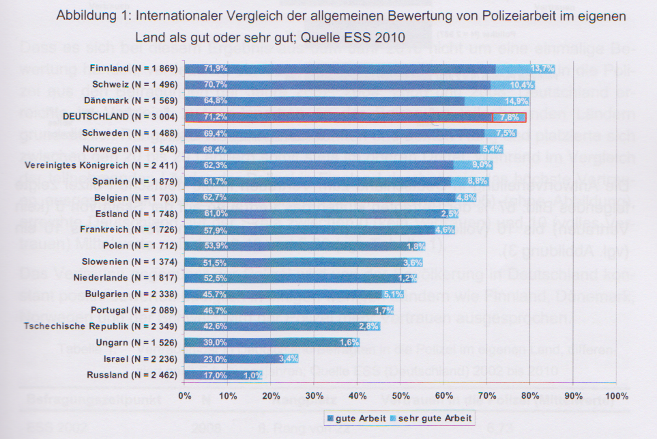 Abbildung 1: Internationaler Vergleich der allgemeinen Bewertung von Polizeiarbeit im eigenen
Land als gut oder sehr gut; Quelle ESS 2010
Finnland (N = 1 869) 71,9% 13,7%
Schweiz (N = 1 496) 70,7% 10,4%
Dänemark (N = 1 569) 64,8% 14,9%
DEUTSCHLAND (N = 3 004) 71,2% 7,8%
Schweden (N = 1 488) 69,4% 7,5%
Norwegen (N = 1 546) 68,4% 5,4%
Vereinigtes Königreich (N = 2 411) 62,3% 9,0%
Spanien (N = 1 879) 61,7% 8,8%
Belgien (N = 1 703) 62,7% 4,8%
Estland (N = 1 748) 61,0% 2,5%
Frankreich (N = 1 726) 57,9% 4,6%
Polen (N = 1 712) 53,9% 1,8%
Slowenien (N = 1 374) 51,5% 3,6%
Niederlande (N = 1 817) 52,5% 1,2%
Bulgarien (N = 2 338) 45,7% 5,1%
Portugal (N = 2 089) 46,7% 1,7%
Tschechische Republik (N = 2 349) 42,6% 2,8%
Ungarn (N = 1 526) 39,0% 1,6%
Israel (N = 2 236) 23,0% 3,4%
Russland (N = 2 462) 17,0% 1,0%
0% 10% 20% 30% 40% 50% 60% 70% 80% 90% 100%
gute Arbeit sehr gute Arbeit